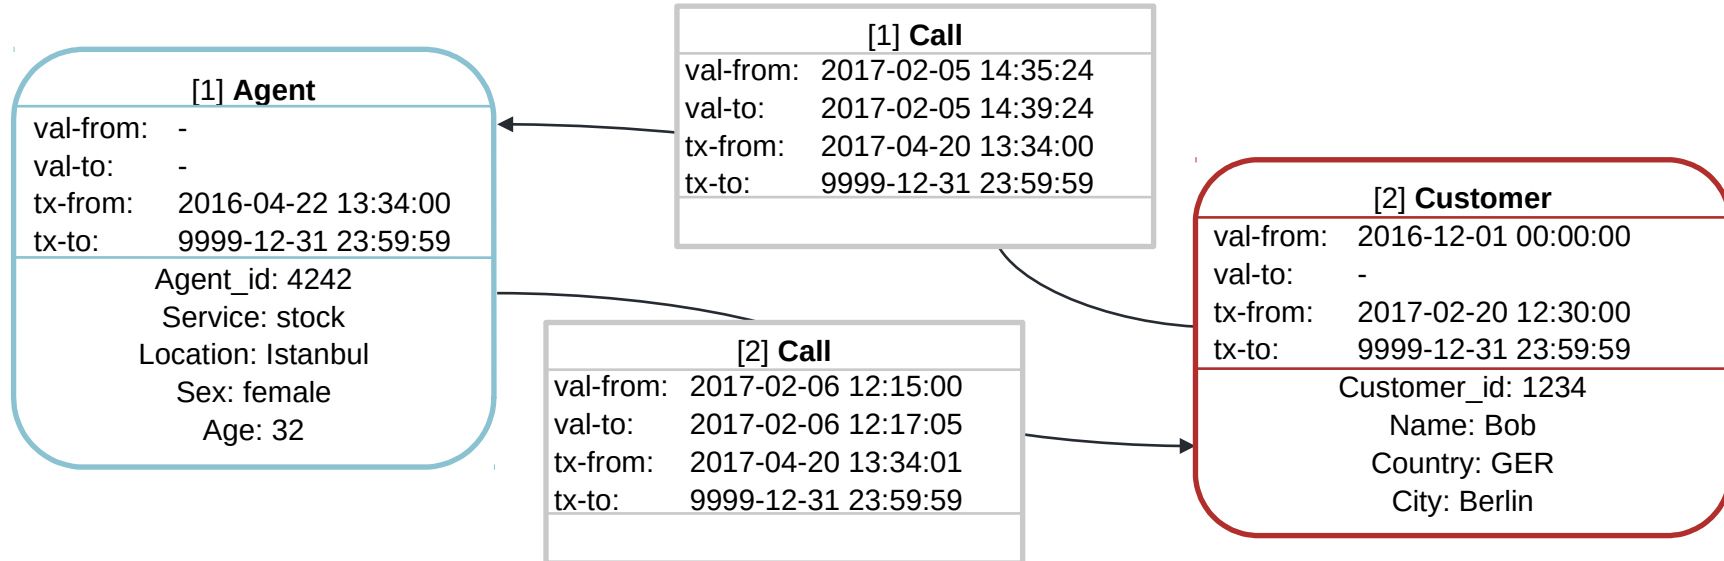 [1] Agent
val-from: -
val-to: -
tx-from: 2016-04-22 13:34:00
tx-to: 9999-12-31 23:59:59
Agent_id: 4242
Service: stock
Location: Istanbul
Sex: female
Age: 32
[1] Call
val-from: 2017-02-05 14:35:24
val-to: 2017-02-05 14:39:24
tx-from: 2017-04-20 13:34:00
tx-to: 9999-12-31 23:59:59
[2] Call
val-from: 2017-02-06 12:15:00
val-to: 2017-02-06 12:17:05
tx-from: 2017-04-20 13:34:01
tx-to: 9999-12-31 23:59:59
[2] Customer
val-from: 2016-12-01 00:00:00
val-to: -
tx-from: 2017-02-20 12:30:00
tx-to: 9999-12-31 23:59:59
Customer_id: 1234
Name: Bob
Country: GER
City: Berlin